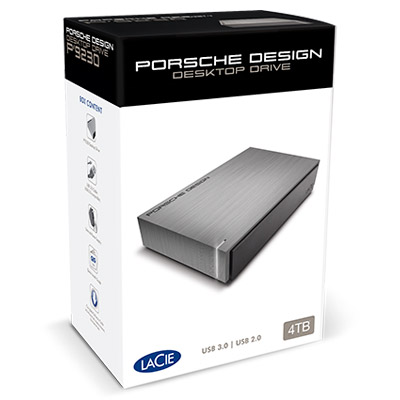 PORSCHE DESIGN
DESKTOP DRIVE
P'9230
BOX CONTENT
PORSCHE DESIGN
DESKTOP DRIVE
PORSCHE DESIGN
USB 3.0 | USB 2.0
4TB
LACIE